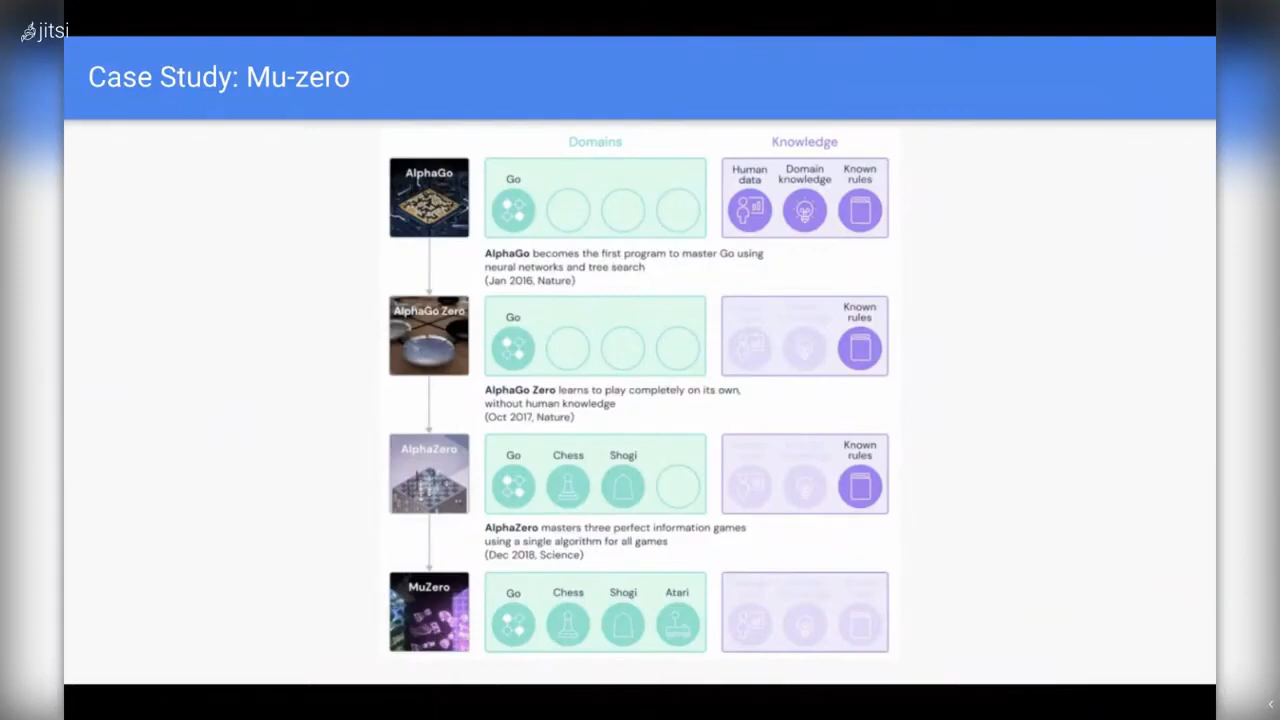 jitsi
Case Study: Mu-zero
Domains
Knowledge
AlphaGo
Go
Human
data
Domain
knowledge
Known
rules
AlphaGo becomes the first program to master Go using
neural networks and tree search
(Jan 2016, Nature)
AlphaGo Zero
Go
Known
rules
AlphaGo Zero learns to play completely on its own,
without human knowledge
(Oct 2017, Nature)
AlphaZero
Go
Chess
Shogi
Known
rules
AlphaZero masters three perfect information games
using a single algorithm for all games
(Dec 2018, Science)
MuZero
Go
Chess
Shogi
Atari